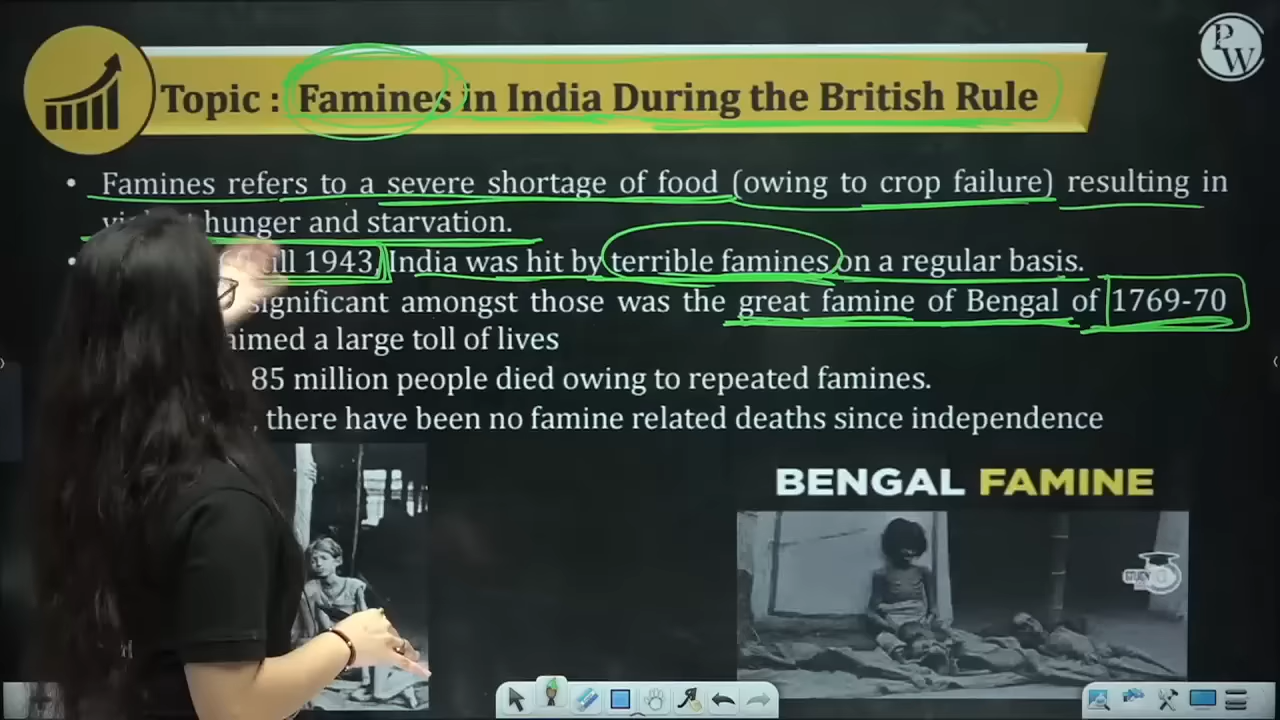 PW
Topic : Famines in India During the British Rule
• Famines refers to a severe shortage of food (owing to crop failure) resulting in
hunger and starvation.
• till 1943, India was hit by terrible famines on a regular basis.
significant amongst those was the great famine of Bengal of 1769-70
aimed a large toll of lives
85 million people died owing to repeated famines.
, there have been no famine related deaths since independence
BENGAL FAMINE
STUDY